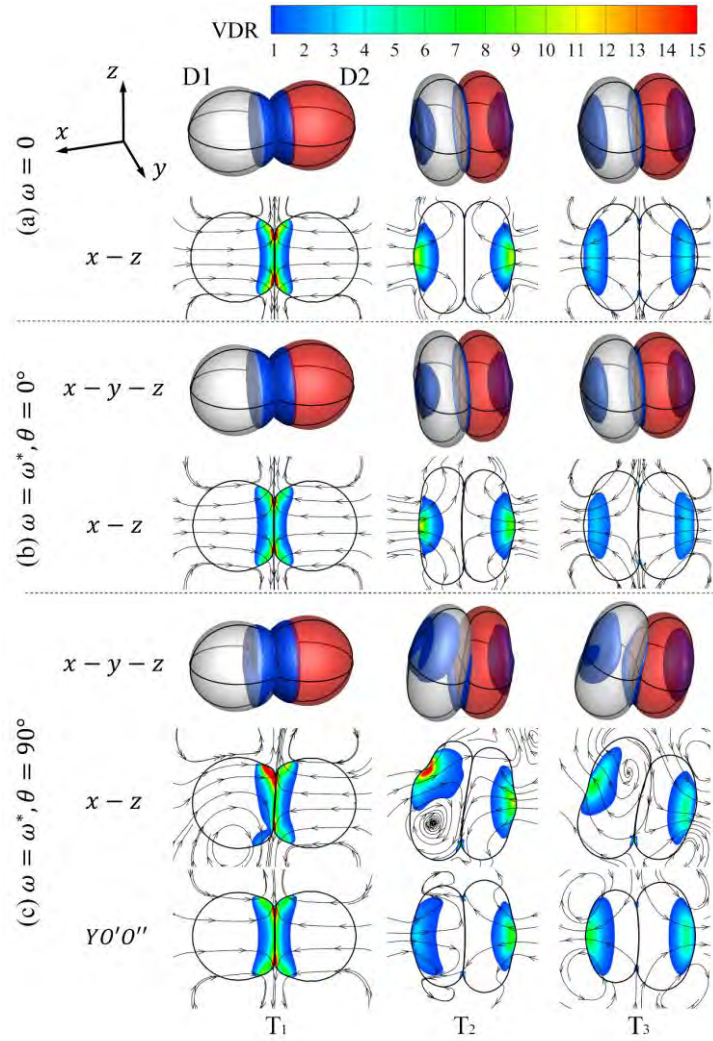 VDR
1 2 3 4 5 6 7 8 9 10 11 12 13 14 15
D1 D2
z
x
y
(a) ω = 0
x − z
(b) ω = ω*, θ = 0°
x − y − z
x − z
(c) ω = ω*, θ = 90°
x − y − z
x − z
YO′O″
T₁ T₂ T₃